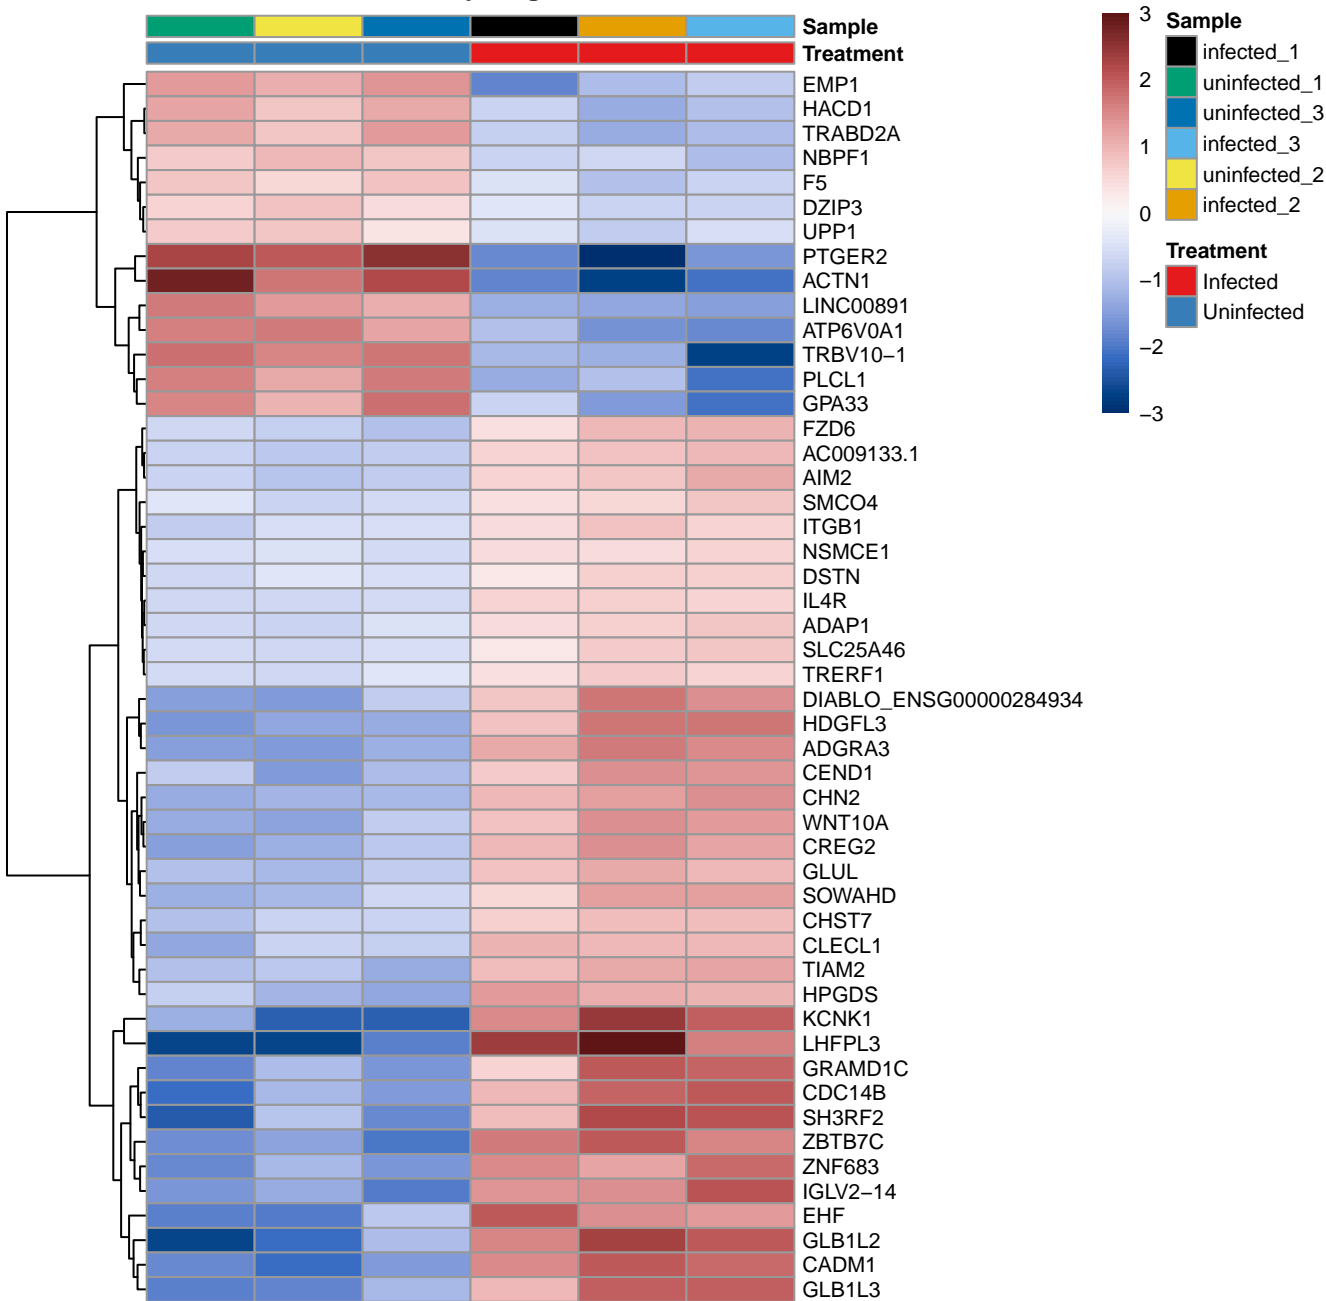 Sample
Treatment
EMP1
HACD1
TRABD2A
NBPF1
F5
DZIP3
UPP1
PTGER2
ACTN1
LINC00891
ATP6V0A1
TRBV10−1
PLCL1
GPA33
FZD6
AC009133.1
AIM2
SMCO4
ITGB1
NSMCE1
DSTN
IL4R
ADAP1
SLC25A46
TRERF1
DIABLO_ENSG00000284934
HDGFL3
ADGRA3
CEND1
CHN2
WNT10A
CREG2
GLUL
SOWAHD
CHST7
CLECL1
TIAM2
HPGDS
KCNK1
LHFPL3
GRAMD1C
CDC14B
SH3RF2
ZBTB7C
ZNF683
IGLV2−14
EHF
GLB1L2
CADM1
GLB1L3
3
2
1
0
−1
−2
−3
Sample
infected_1
uninfected_1
uninfected_3
infected_3
uninfected_2
infected_2
Treatment
Infected
Uninfected